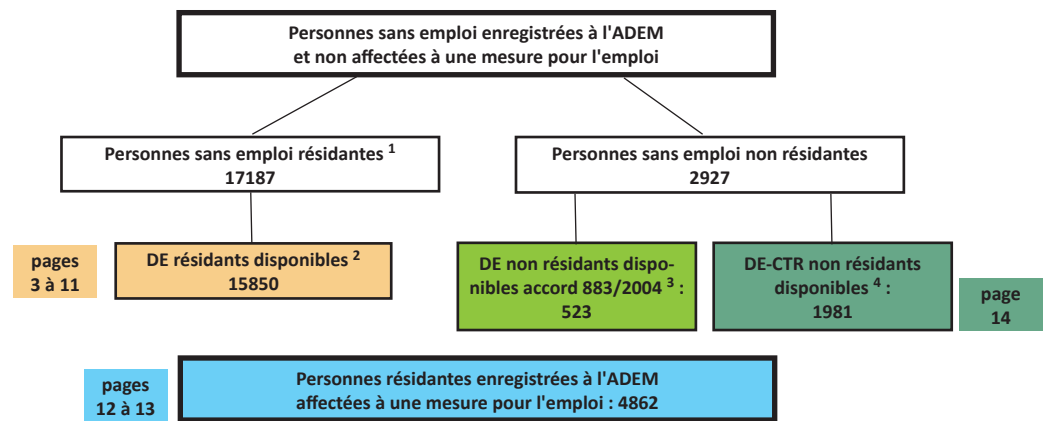 Personnes sans emploi enregistrées à l'ADEM
et non affectées à une mesure pour l'emploi
Personnes sans emploi résidantes 1
17187
Personnes sans emploi non résidantes
2927
pages
3 à 11
DE résidants disponibles 2
15850
DE non résidants dispo-
nibles accord 883/2004 3 :
523
DE-CTR non résidants
disponibles 4 :
1981
page
14
pages
12 à 13
Personnes résidantes enregistrées à l'ADEM
affectées à une mesure pour l'emploi : 4862